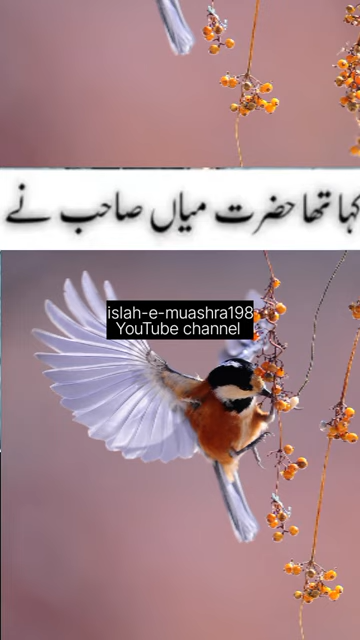 کہا تھا حضرت میاں صاحب نے
islah-e-muashra198
YouTube channel